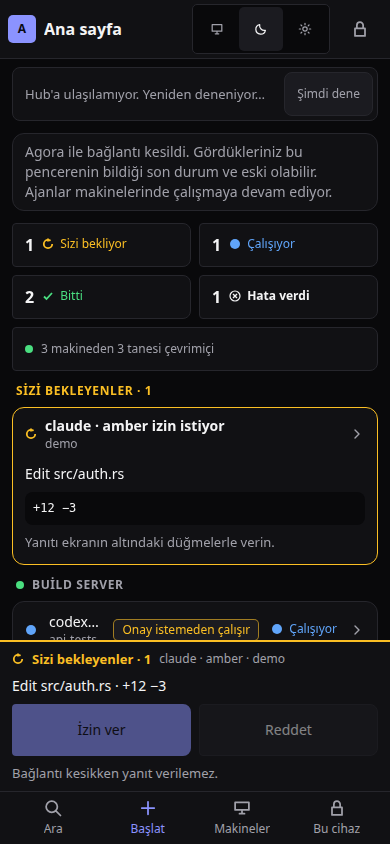 A Ana sayfa
Hub'a ulaşılamıyor. Yeniden deneniyor... Şimdi dene
Agora ile bağlantı kesildi. Gördükleriniz bu
pencerenin bildiği son durum ve eski olabilir.
Ajanlar makinelerinde çalışmaya devam ediyor.
1 Sizi bekliyor 1 Çalışıyor
2 Bitti 1 Hata verdi
3 makineden 3 tanesi çevrimiçi
SİZİ BEKLEYENLER · 1
claude · amber izin istiyor
demo
Edit src/auth.rs
+12 −3
Yanıtı ekranın altındaki düğmelerle verin.
BUİLD SERVER
codex... Onay istemeden çalışır Çalışıyor
api tests
Sizi bekleyenler · 1 claude · amber · demo
Edit src/auth.rs · +12 −3
İzin ver Reddet
Bağlantı kesikken yanıt verilemez.
Ara Başlat Makineler Bu cihaz